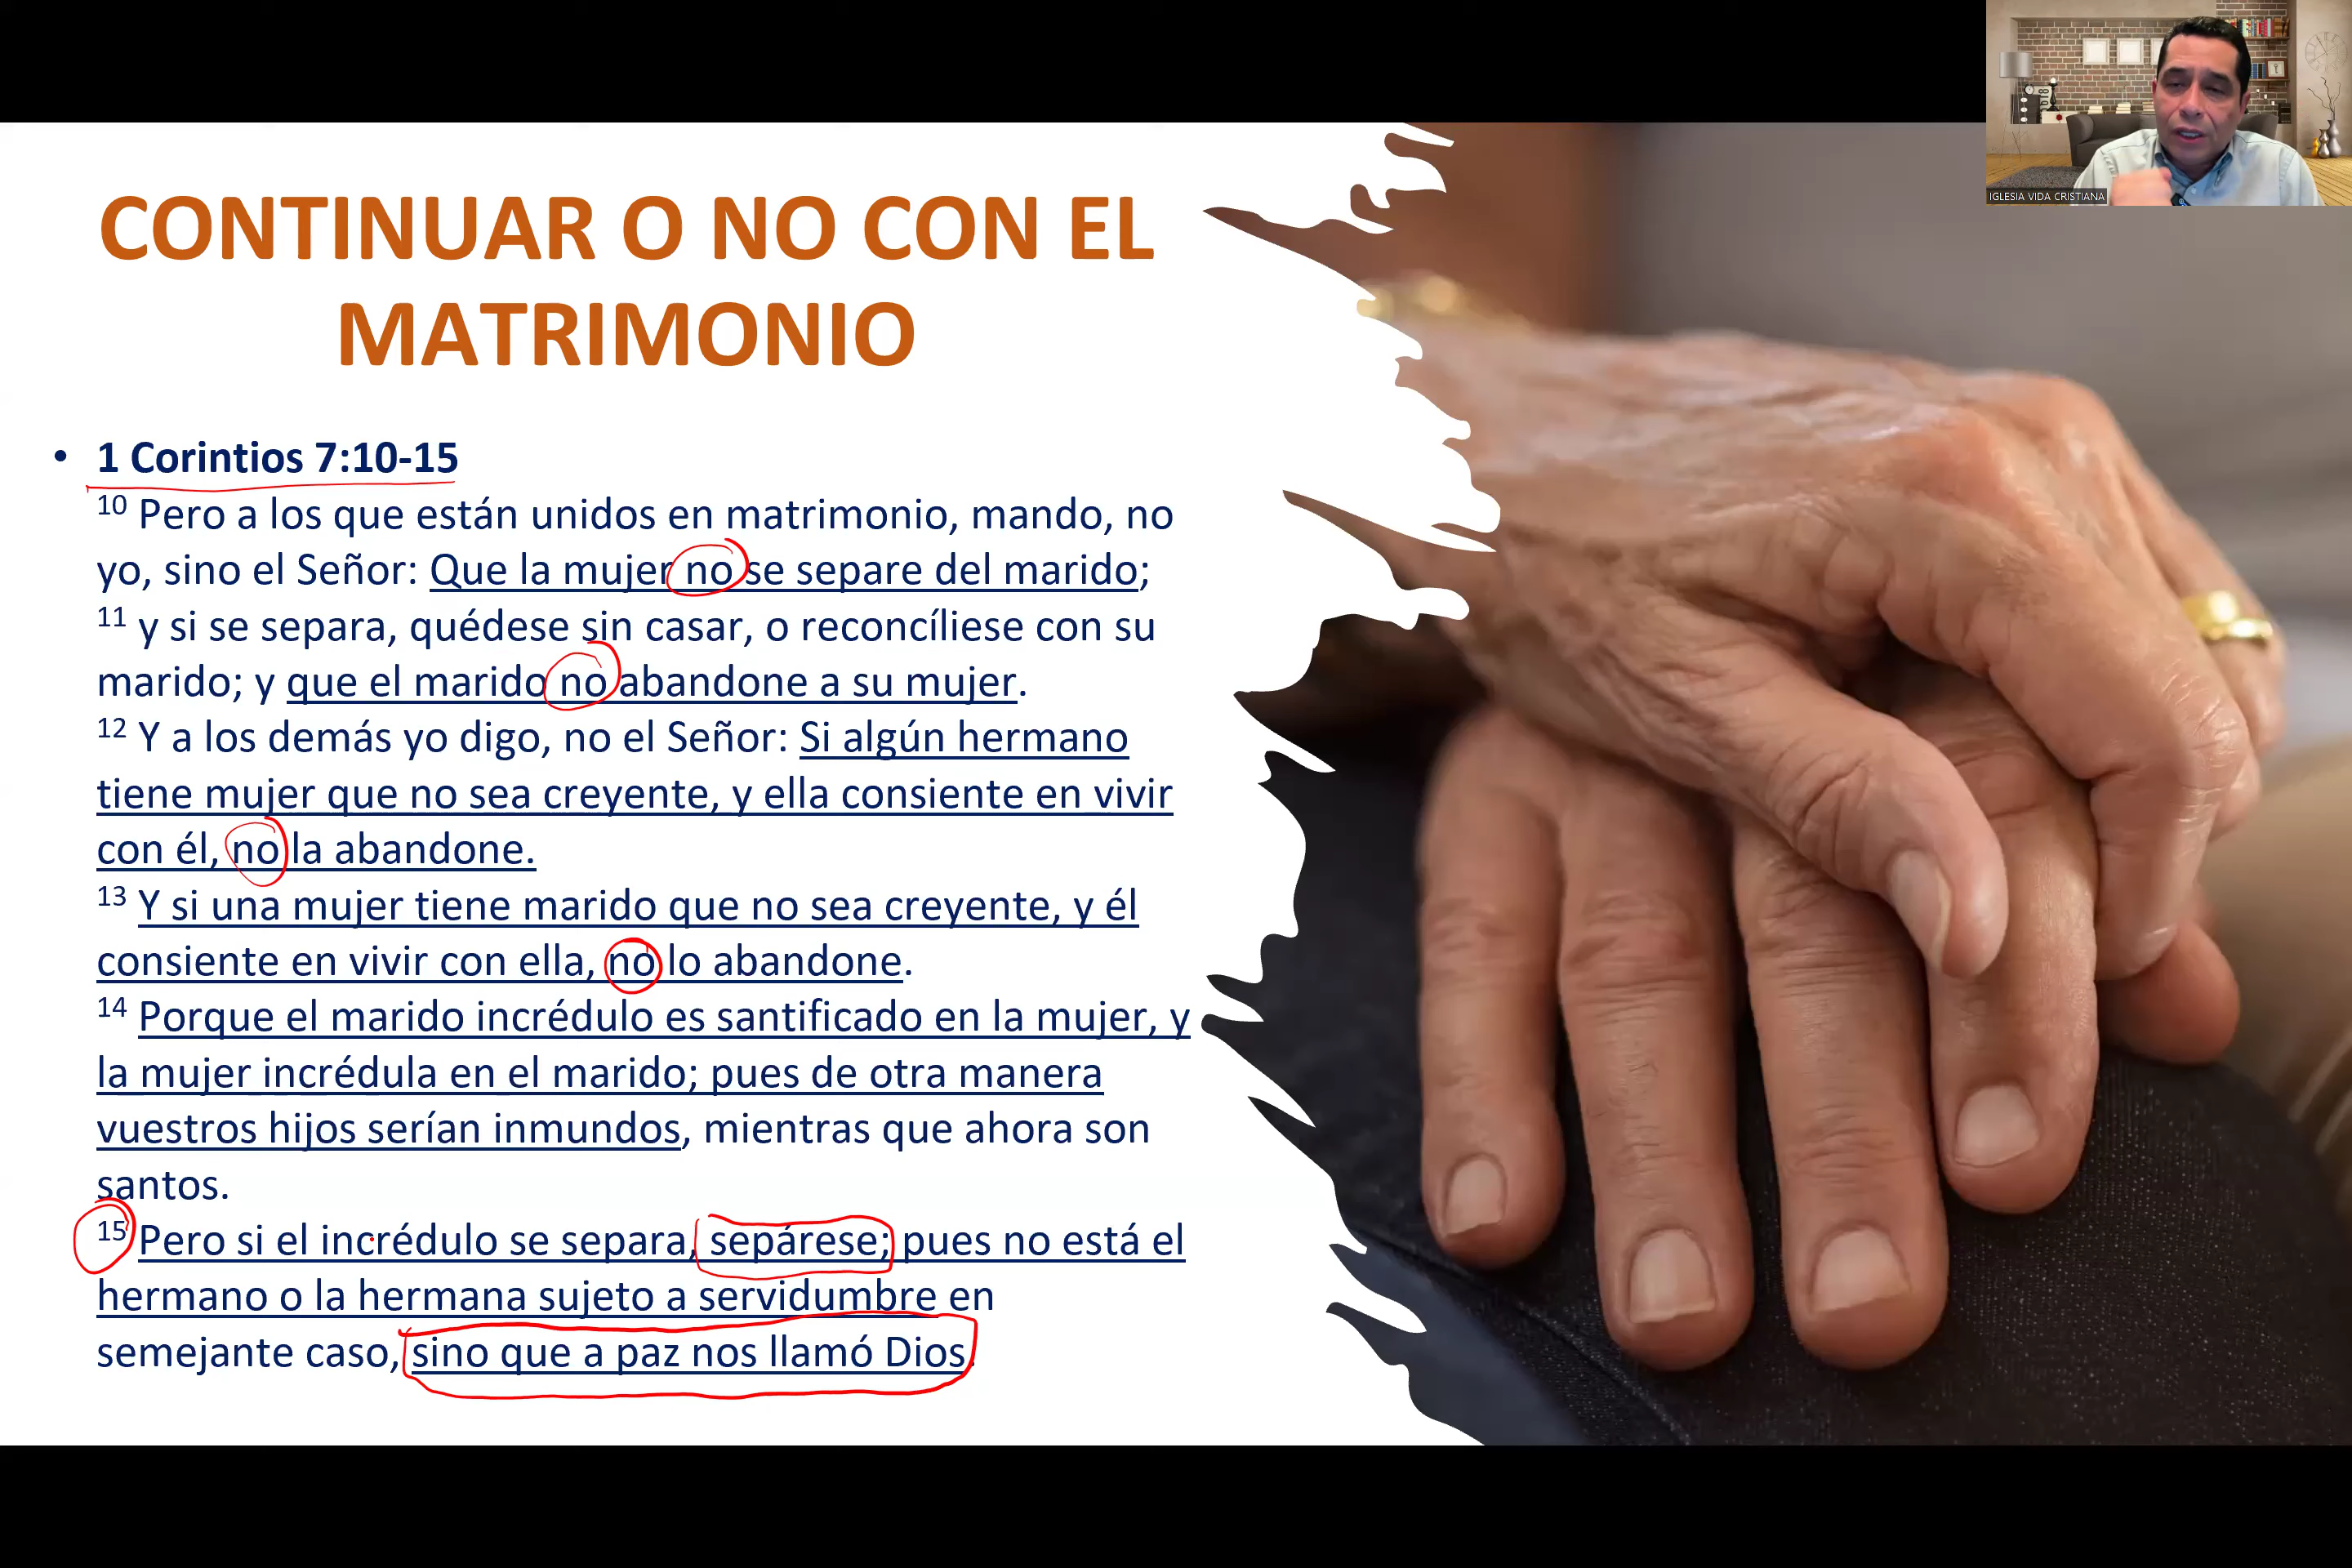 IGLESIA VIDA CRISTIANA
CONTINUAR O NO CON EL
MATRIMONIO
• 1 Corintios 7:10-15
10 Pero a los que están unidos en matrimonio, mando, no
yo, sino el Señor: Que la mujer no se separe del marido;
11 y si se separa, quédese sin casar, o reconcíliese con su
marido; y que el marido no abandone a su mujer.
12 Y a los demás yo digo, no el Señor: Si algún hermano
tiene mujer que no sea creyente, y ella consiente en vivir
con él, no la abandone.
13 Y si una mujer tiene marido que no sea creyente, y él
consiente en vivir con ella, no lo abandone.
14 Porque el marido incrédulo es santificado en la mujer, y
la mujer incrédula en el marido; pues de otra manera
vuestros hijos serían inmundos, mientras que ahora son
santos.
15 Pero si el incrédulo se separa, sepárese; pues no está el
hermano o la hermana sujeto a servidumbre en
semejante caso, sino que a paz nos llamó Dios.